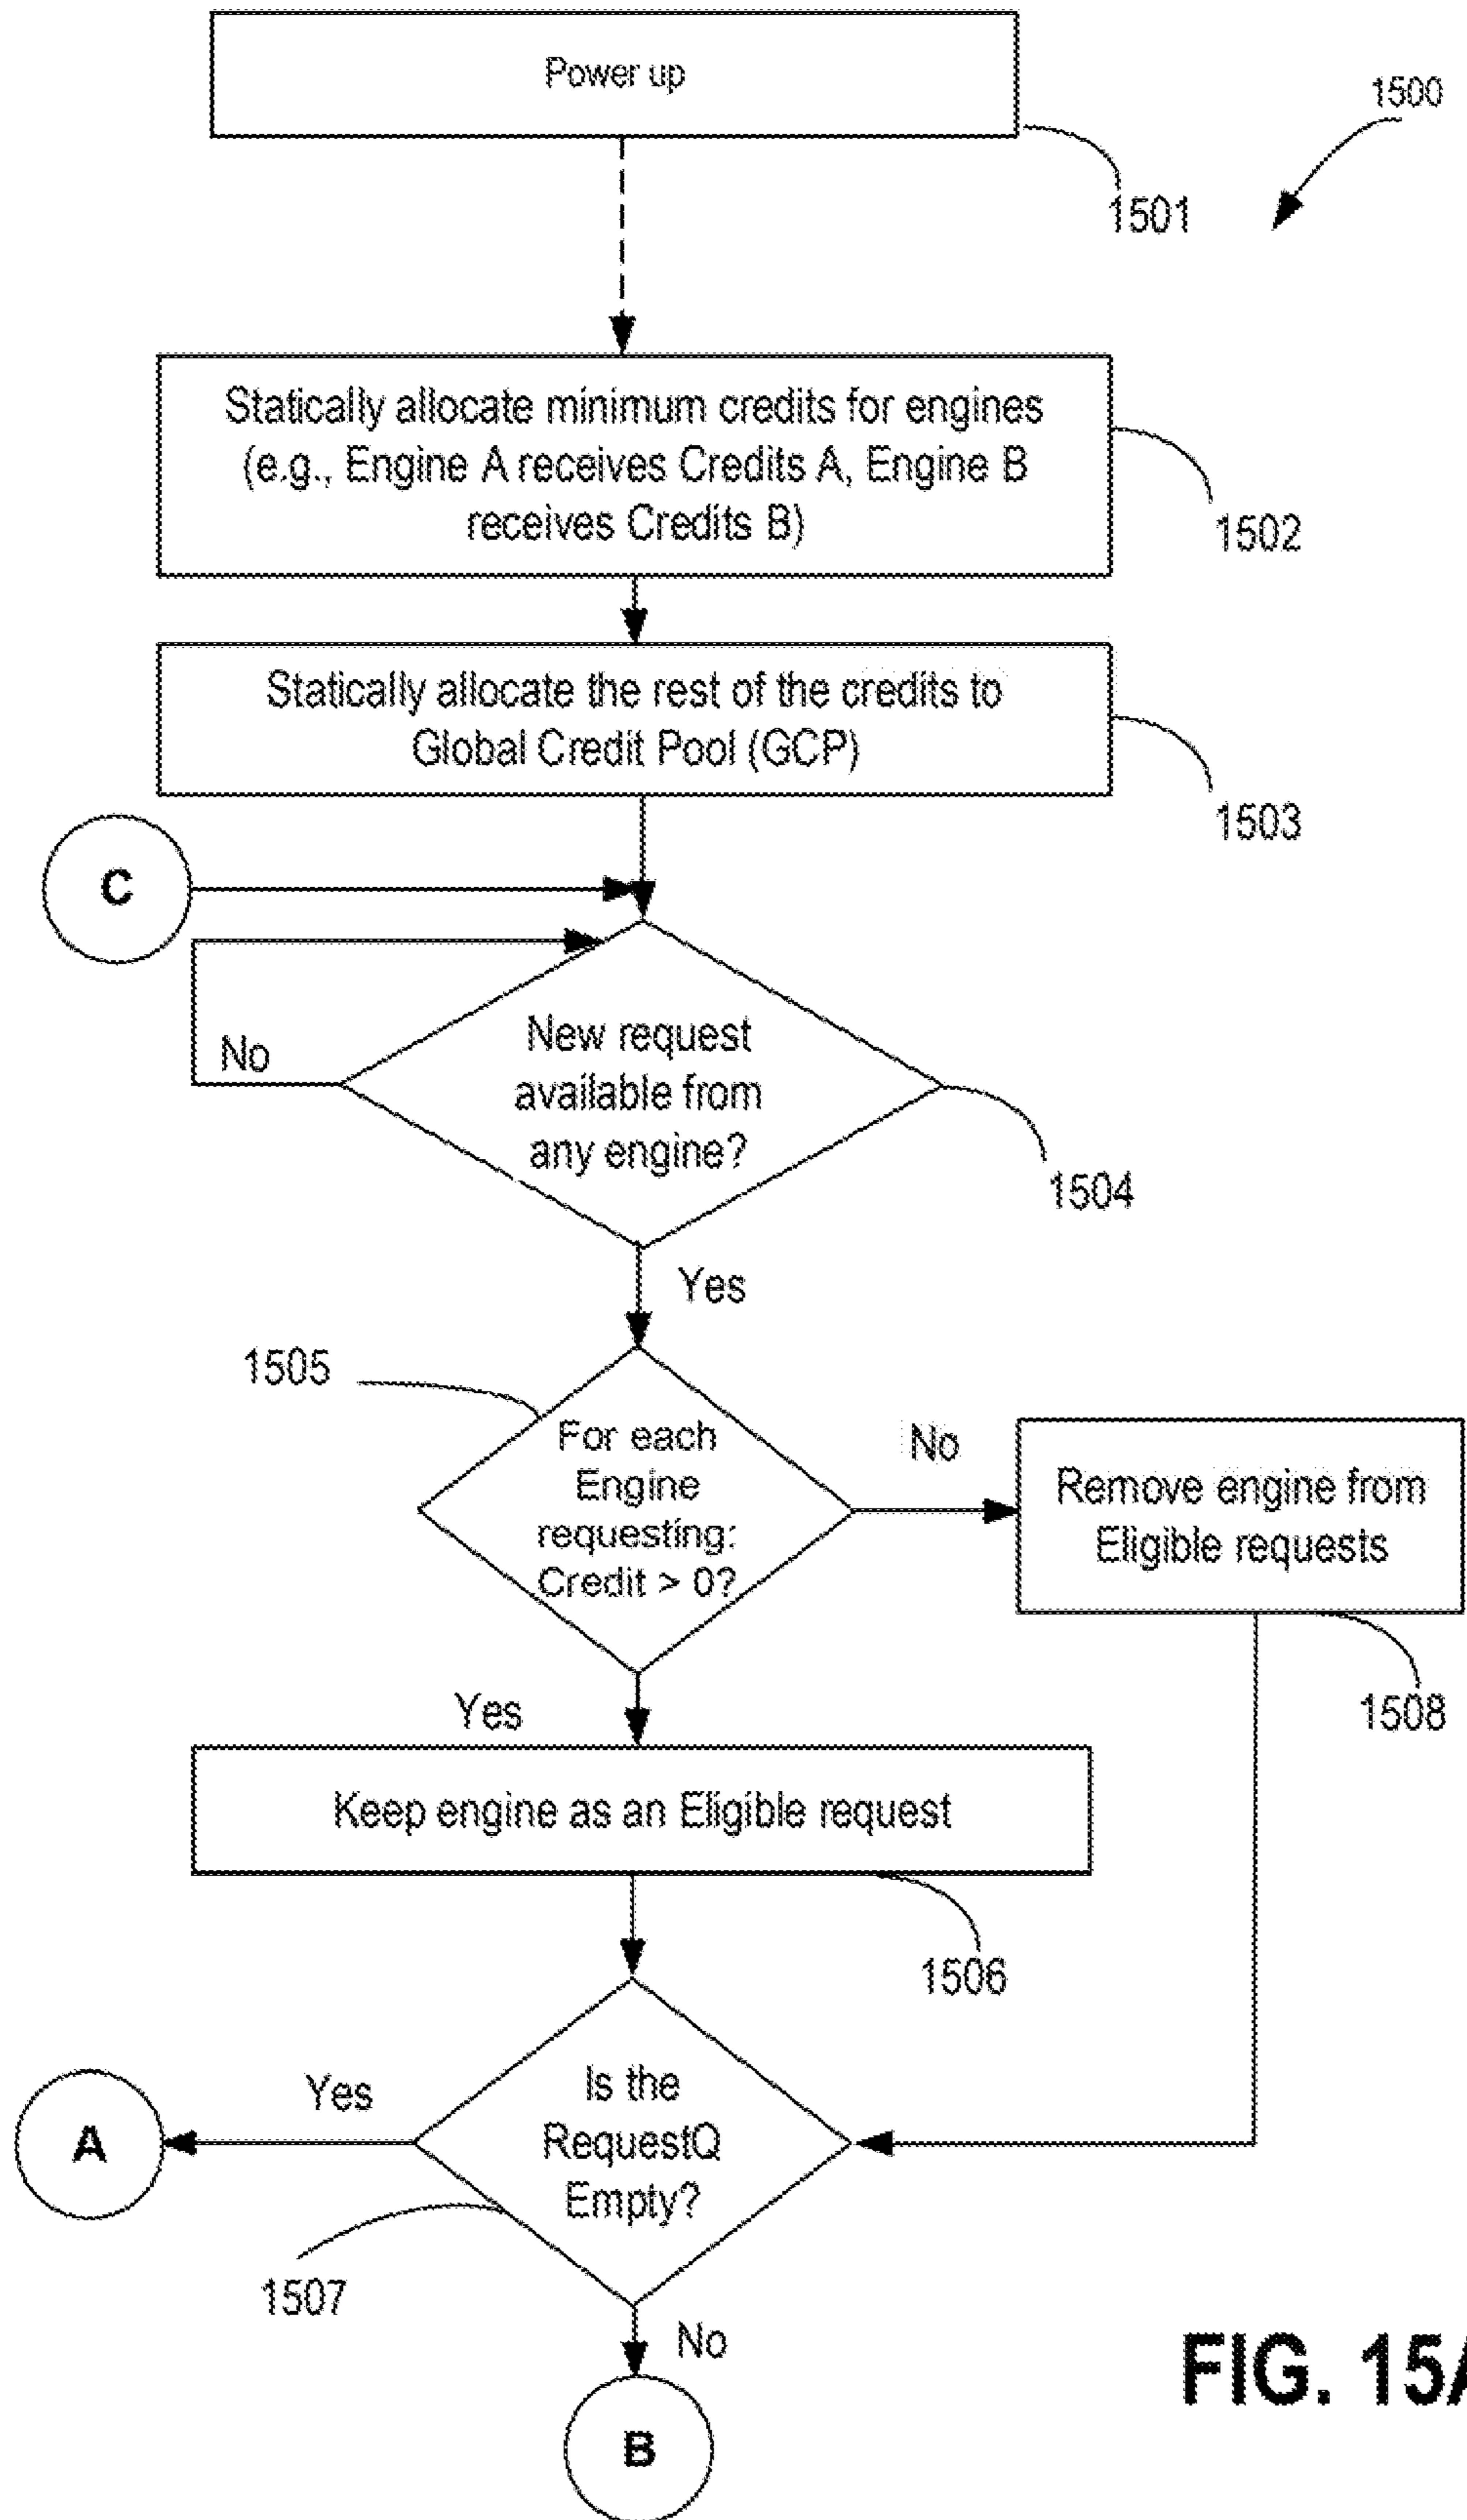 Power up
1500
1501
Statically allocate minimum credits for engines
(e.g., Engine A receives Credits A, Engine B
receives Credits B)
1502
Statically allocate the rest of the credits to
Global Credit Pool (GCP)
1503
C
No
New request
available from
any engine?
1504
Yes
1505
For each
Engine
requesting:
Credit > 0?
No
Remove engine from
Eligible requests
1508
Yes
Keep engine as an Eligible request
1506
Is the
RequestQ
Empty?
Yes
A
1507
No
B
FIG. 15A